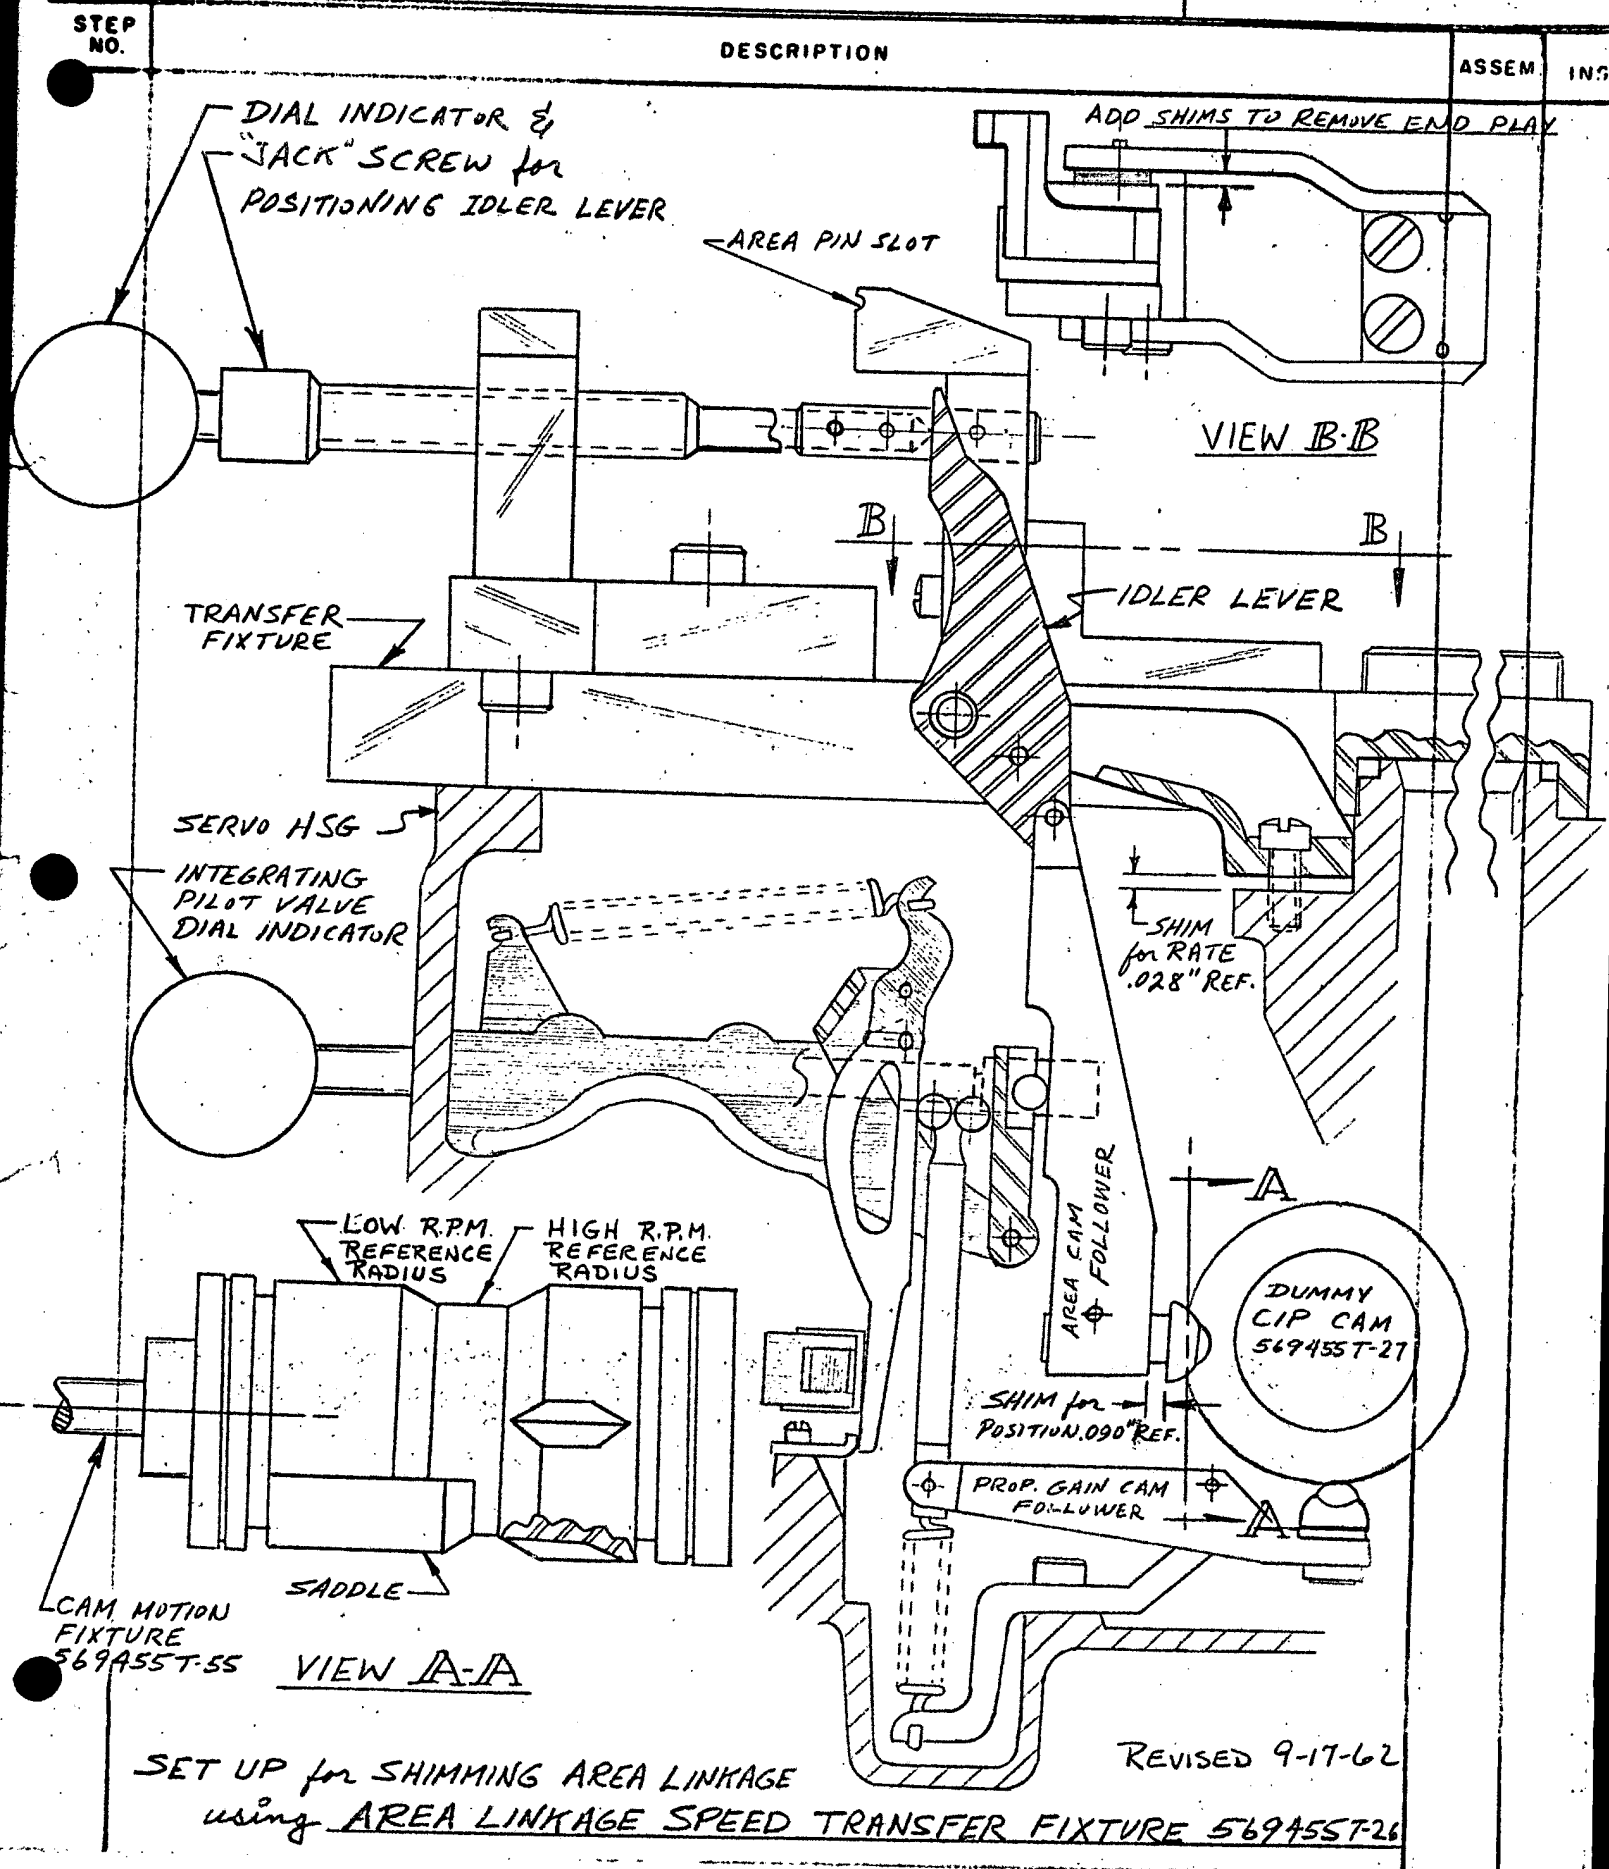 STEP
NO.
DESCRIPTION
ASSEM.
INS
DIAL INDICATOR &
"JACK" SCREW for
POSITIONING IDLER LEVER
ADD SHIMS TO REMOVE END PLAY
AREA PIN SLOT
VIEW B-B
B
B
IDLER LEVER
TRANSFER
FIXTURE
SERVO HSG
INTEGRATING
PILOT VALVE
DIAL INDICATOR
SHIM
for RATE
.028" REF.
A
LOW R.P.M.
REFERENCE
RADIUS
HIGH R.P.M.
REFERENCE
RADIUS
AREA CAM
FOLLOWER
DUMMY
CIP CAM
569455T-27
SHIM for
POSITION .090" REF.
PROP. GAIN CAM
FOLLOWER
A
SADDLE
CAM MOTION
FIXTURE
569455T-55
VIEW A-A
REVISED 9-17-62
SET UP for SHIMMING AREA LINKAGE
using AREA LINKAGE SPEED TRANSFER FIXTURE 569455T-26